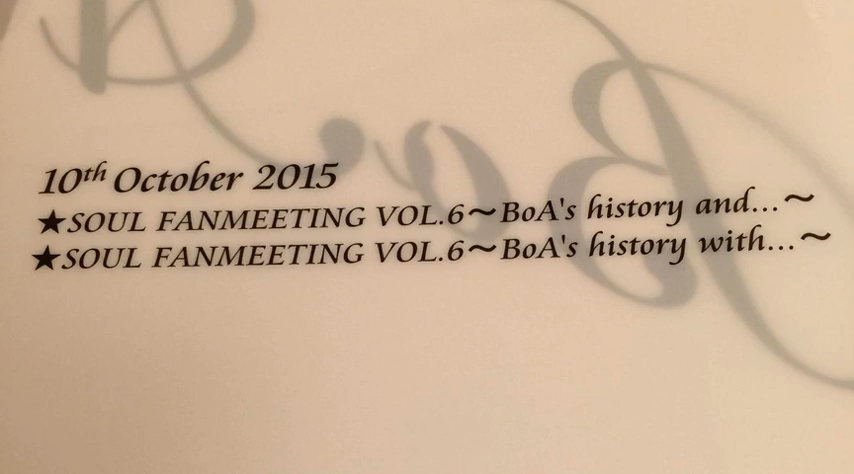 10th October 2015
★SOUL FANMEETING VOL.6～BoA's history and...～
★SOUL FANMEETING VOL.6～BoA's history with...～